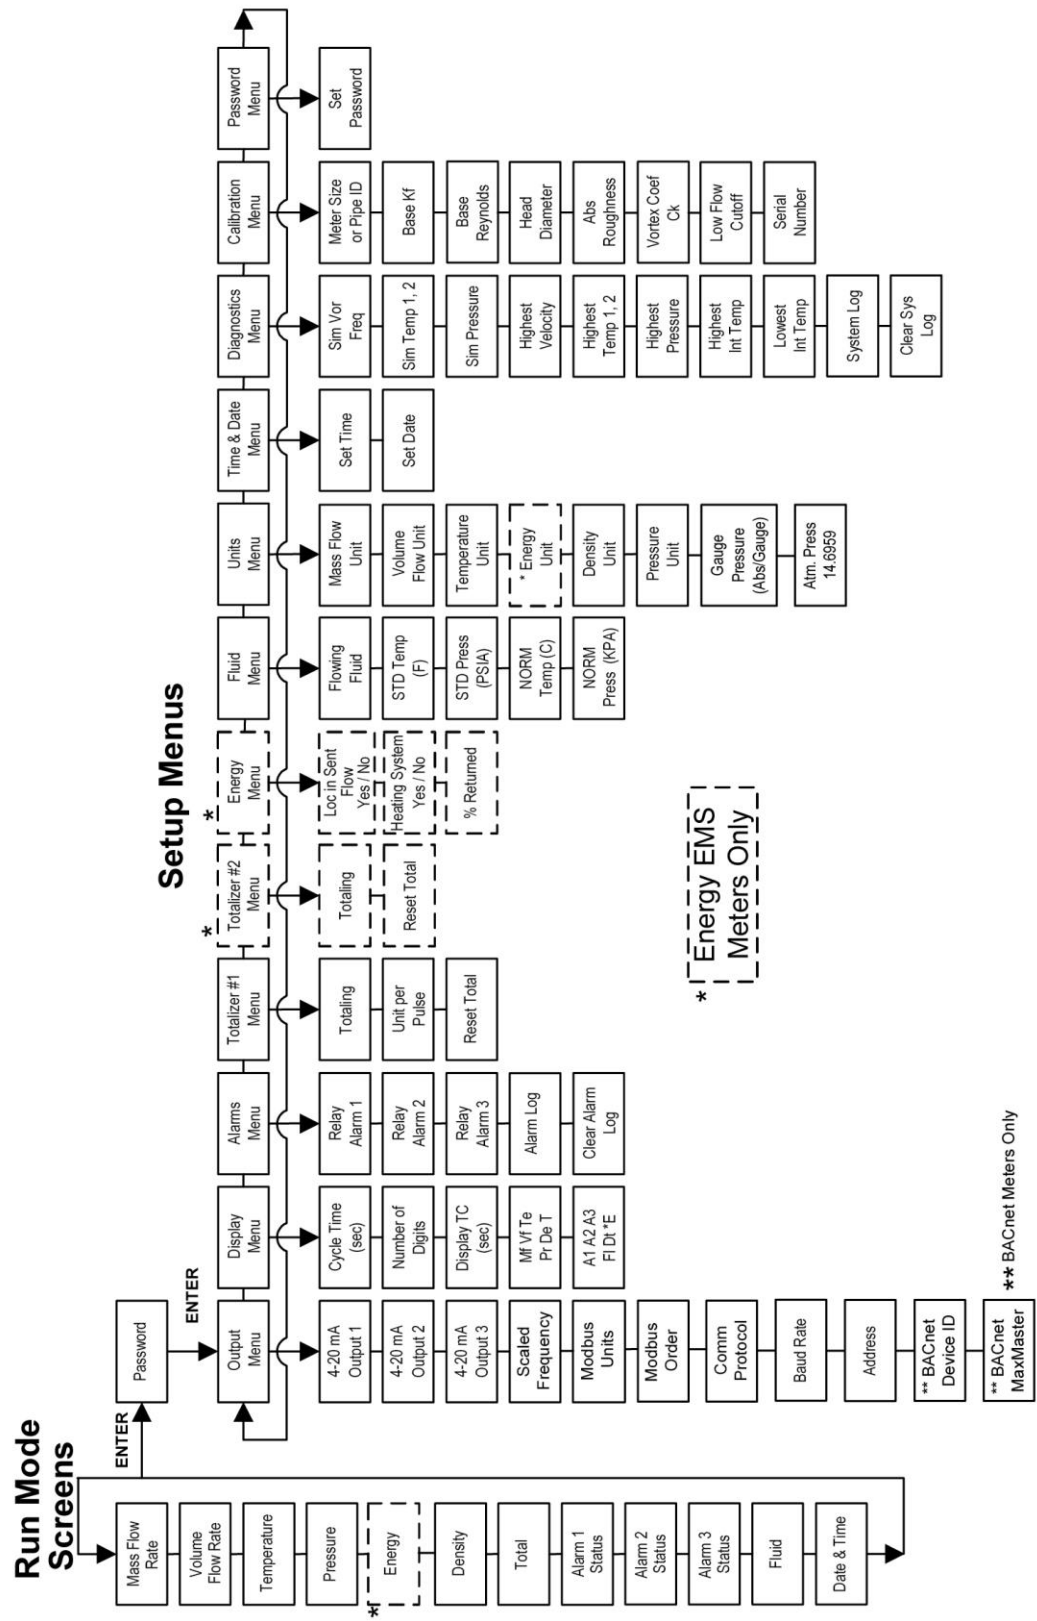 Run Mode
Screens
Mass Flow
Rate
Volume
Flow Rate
Temperature
Pressure
*
Energy
Density
Total
Alarm 1
Status
Alarm 2
Status
Alarm 3
Status
Fluid
Date & Time
ENTER
Password
ENTER
Setup Menus
Output
Menu
4-20 mA
Output 1
4-20 mA
Output 2
4-20 mA
Output 3
Scaled
Frequency
Modbus
Units
Modbus
Order
Comm
Protocol
Baud Rate
Address
** BACnet
Device ID
** BACnet
MaxMaster
** BACnet Meters Only
Display
Menu
Cycle Time
(sec)
Number of
Digits
Display TC
(sec)
Mf Vf Te
Pr De T
A1 A2 A3
Fl Dt *E
Alarms
Menu
Relay
Alarm 1
Relay
Alarm 2
Relay
Alarm 3
Alarm Log
Clear Alarm
Log
Totalizer #1
Menu
Totaling
Unit per
Pulse
Reset Total
*
Totalizer #2
Menu
Totaling
Reset Total
*
Energy
Menu
Loc in Sent
Flow
Yes / No
Heating System
Yes / No
% Returned
* Energy EMS
Meters Only
Fluid
Menu
Flowing
Fluid
STD Temp
(F)
STD Press
(PSIA)
NORM
Temp (C)
NORM
Press (KPA)
Units
Menu
Mass Flow
Unit
Volume
Flow Unit
Temperature
Unit
* Energy
Unit
Density
Unit
Pressure
Unit
Gauge
Pressure
(Abs/Gauge)
Atm. Press
14.6959
Time & Date
Menu
Set Time
Set Date
Diagnostics
Menu
Sim Vor
Freq
Sim Temp 1, 2
Sim Pressure
Highest
Velocity
Highest
Temp 1, 2
Highest
Pressure
Highest
Int Temp
Lowest
Int Temp
System Log
Clear Sys
Log
Calibration
Menu
Meter Size
or Pipe ID
Base Kf
Base
Reynolds
Head
Diameter
Abs
Roughness
Vortex Coef
Ck
Low Flow
Cutoff
Serial
Number
Password
Menu
Set
Password